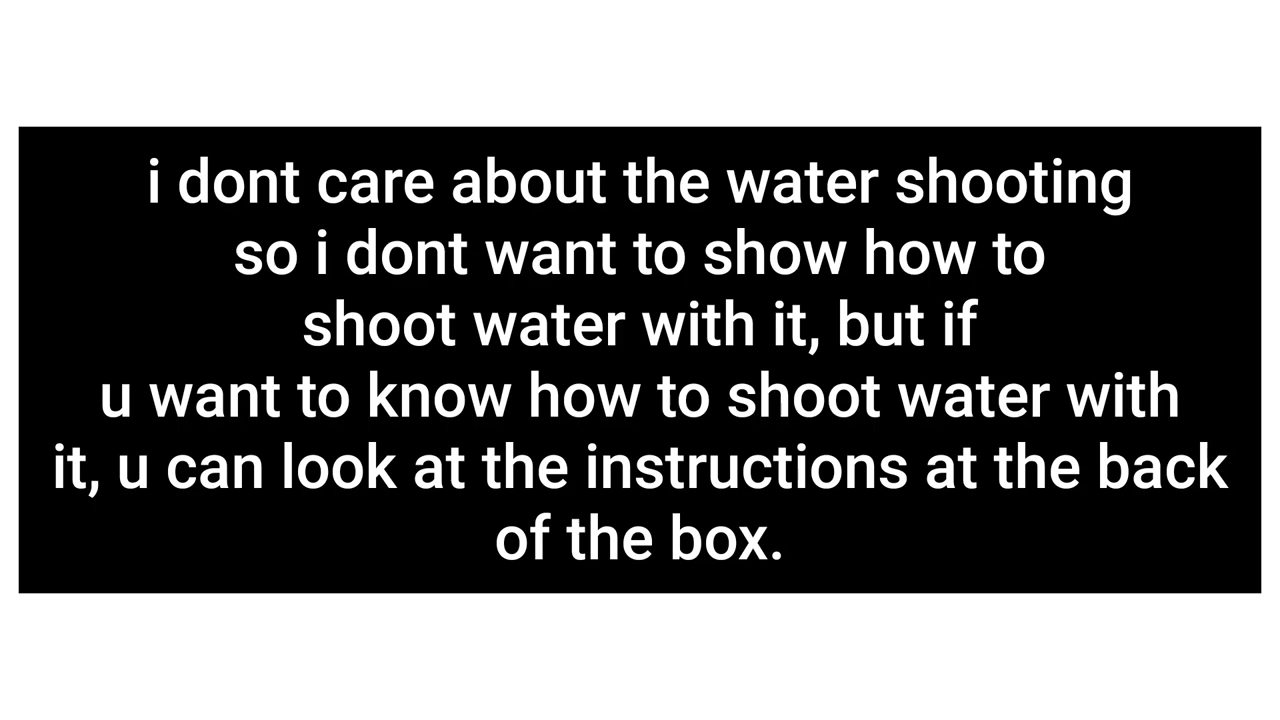 i dont care about the water shooting
so i dont want to show how to
shoot water with it, but if
u want to know how to shoot water with
it, u can look at the instructions at the back
of the box.